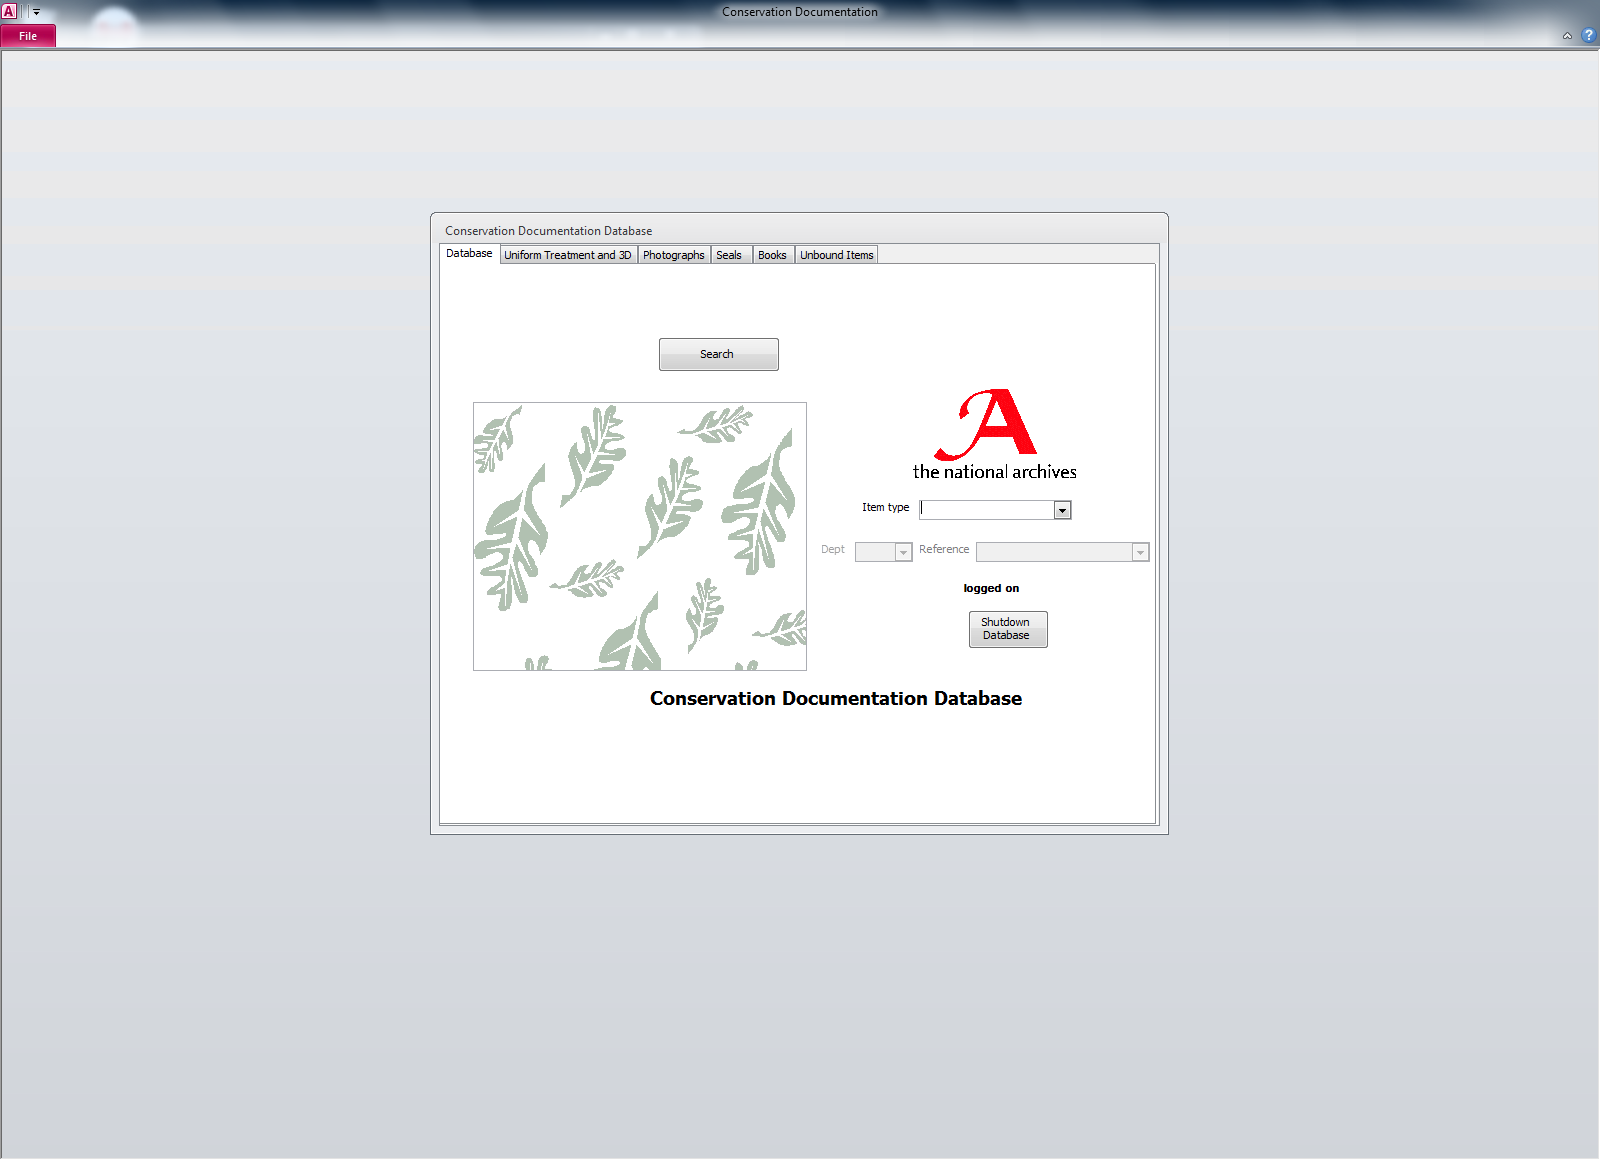 A
Conservation Documentation
File
?
Conservation Documentation Database
Database Uniform Treatment and 3D Photographs Seals Books Unbound Items
Search
A
the national archives
Item type
Dept Reference
logged on
Shutdown
Database
Conservation Documentation Database